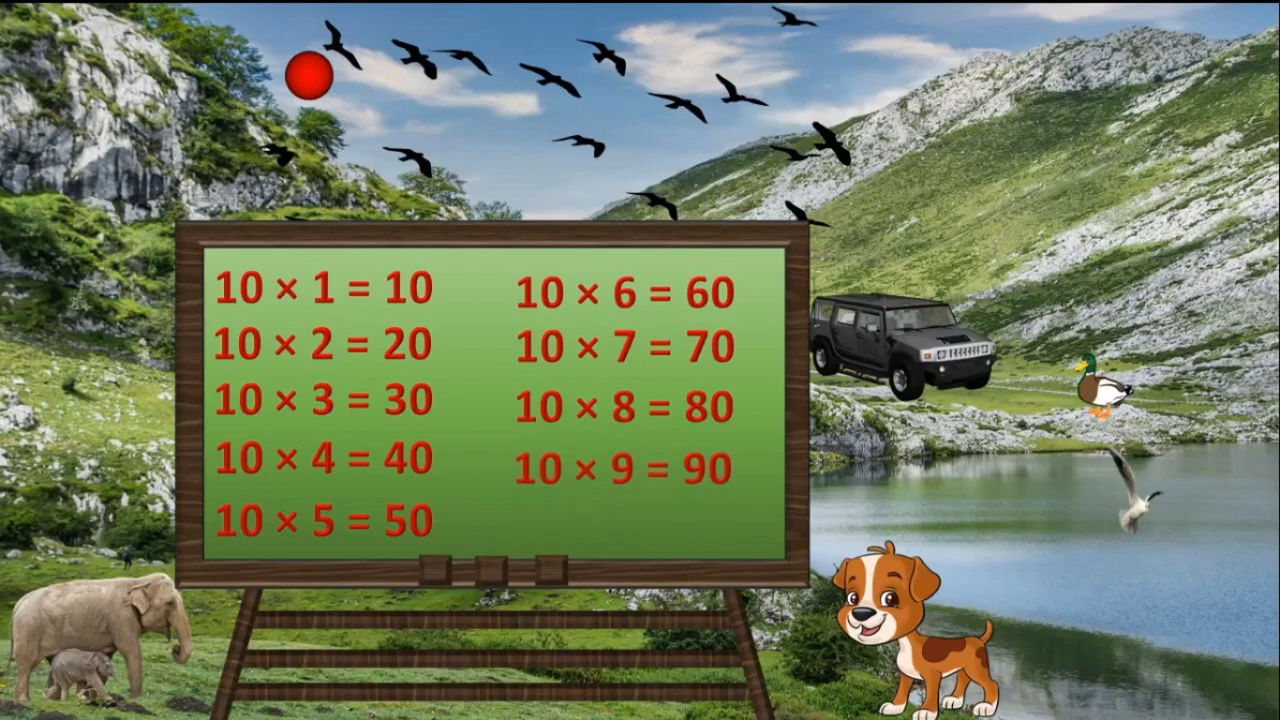 10 × 1 = 10
10 × 2 = 20
10 × 3 = 30
10 × 4 = 40
10 × 5 = 50
10 × 6 = 60
10 × 7 = 70
10 × 8 = 80
10 × 9 = 90